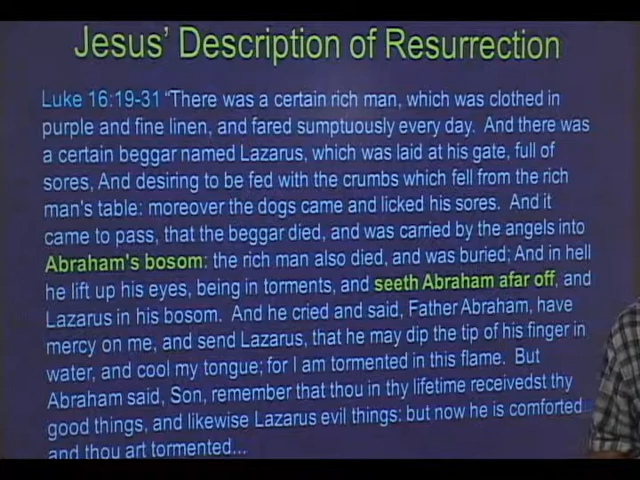 Jesus' Description of Resurrection
Luke 16:19-31 "There was a certain rich man, which was clothed in
purple and fine linen, and fared sumptuously every day. And there was
a certain beggar named Lazarus, which was laid at his gate, full of
sores, And desiring to be fed with the crumbs which fell from the rich
man's table: moreover the dogs came and licked his sores. And it
came to pass, that the beggar died, and was carried by the angels into
Abraham's bosom: the rich man also died, and was buried; And in hell
he lift up his eyes, being in torments, and seeth Abraham afar off, and
Lazarus in his bosom. And he cried and said, Father Abraham, have
mercy on me, and send Lazarus, that he may dip the tip of his finger in
water, and cool my tongue; for I am tormented in this flame. But
Abraham said, Son, remember that thou in thy lifetime receivedst thy
good things, and likewise Lazarus evil things: but now he is comforted
and thou art tormented...